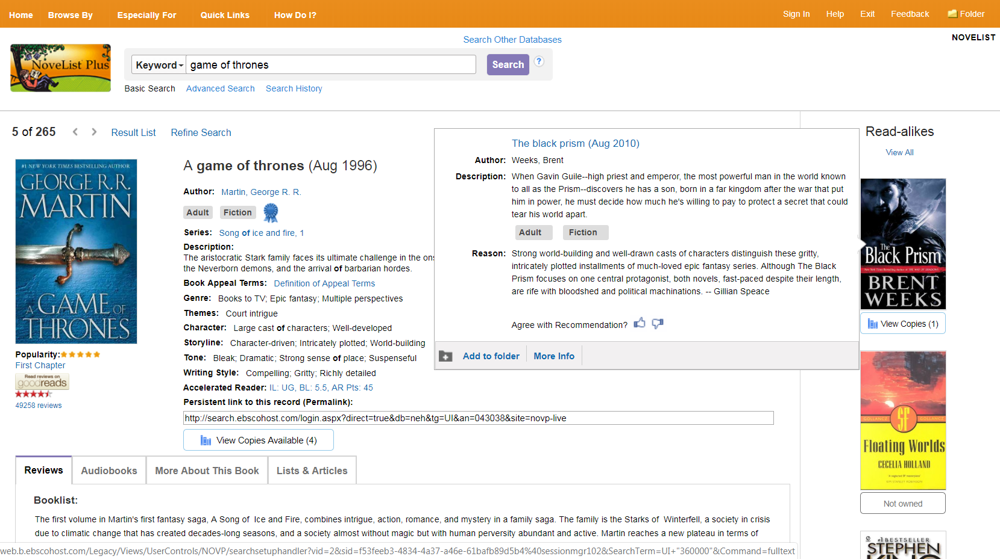 Home Browse By Especially For Quick Links How Do I? Sign In Help Exit Feedback Folder
Search Other Databases
NOVELIST
NoveList Plus
Keyword game of thrones Search ?
Basic Search Advanced Search Search History
5 of 265 Result List Refine Search
#1 NEW YORK TIMES BESTSELLING AUTHOR
GEORGE R.R.
MARTIN
A GAME OF
THRONES
Popularity:
First Chapter
Read reviews on
goodreads
49258 reviews
A game of thrones (Aug 1996)
Author: Martin, George R. R.
Adult Fiction
Series: Song of ice and fire, 1
Description:
The aristocratic Stark family faces its ultimate challenge in the ons
the Neverborn demons, and the arrival of barbarian hordes.
Book Appeal Terms: Definition of Appeal Terms
Genre: Books to TV; Epic fantasy; Multiple perspectives
Themes: Court intrigue
Character: Large cast of characters; Well-developed
Storyline: Character-driven; Intricately plotted; World-building
Tone: Bleak; Dramatic; Strong sense of place; Suspenseful
Writing Style: Compelling; Gritty; Richly detailed
Accelerated Reader: IL: UG, BL: 5.5, AR Pts: 45
Persistent link to this record (Permalink):
http://search.ebscohost.com/login.aspx?direct=true&db=neh&tg=UI&an=043038&site=novp-live
View Copies Available (4)
The black prism (Aug 2010)
Author: Weeks, Brent
Description: When Gavin Guile--high priest and emperor, the most powerful man in the world known
to all as the Prism--discovers he has a son, born in a far kingdom after the war that put
him in power, he must decide how much he's willing to pay to protect a secret that could
tear his world apart.
Adult Fiction
Reason: Strong world-building and well-drawn casts of characters distinguish these gritty,
intricately plotted installments of much-loved epic fantasy series. Although The Black
Prism focuses on one central protagonist, both novels, fast-paced despite their length,
are rife with bloodshed and political machinations. -- Gillian Speace
Agree with Recommendation?
Add to folder More Info
Read-alikes
View All
The
Black Prism
BRENT
WEEKS
View Copies (1)
GOLLANCZ SF GOLLANCZ
Floating Worlds
CECELIA HOLLAND
Not owned
#1 BESTSELLER
STEPHEN
KING
Reviews Audiobooks More About This Book Lists & Articles
Booklist:
The first volume in Martin's first fantasy saga, A Song of Ice and Fire, combines intrigue, action, romance, and mystery in a family saga. The family is the Starks of Winterfell, a society in crisis
due to climatic change that has created decades-long seasons, and a society almost without magic but with human perversity abundant and active. Martin reaches a new plateau in terms of
web.b.ebscohost.com/Legacy/Views/UserControls/NOVP/searchsetuphandler?vid=2&sid=f53feeb3-4834-4a37-a46e-61bafb89d5b4%40sessionmgr102&SearchTerm=UI+"360000"&Command=fulltext